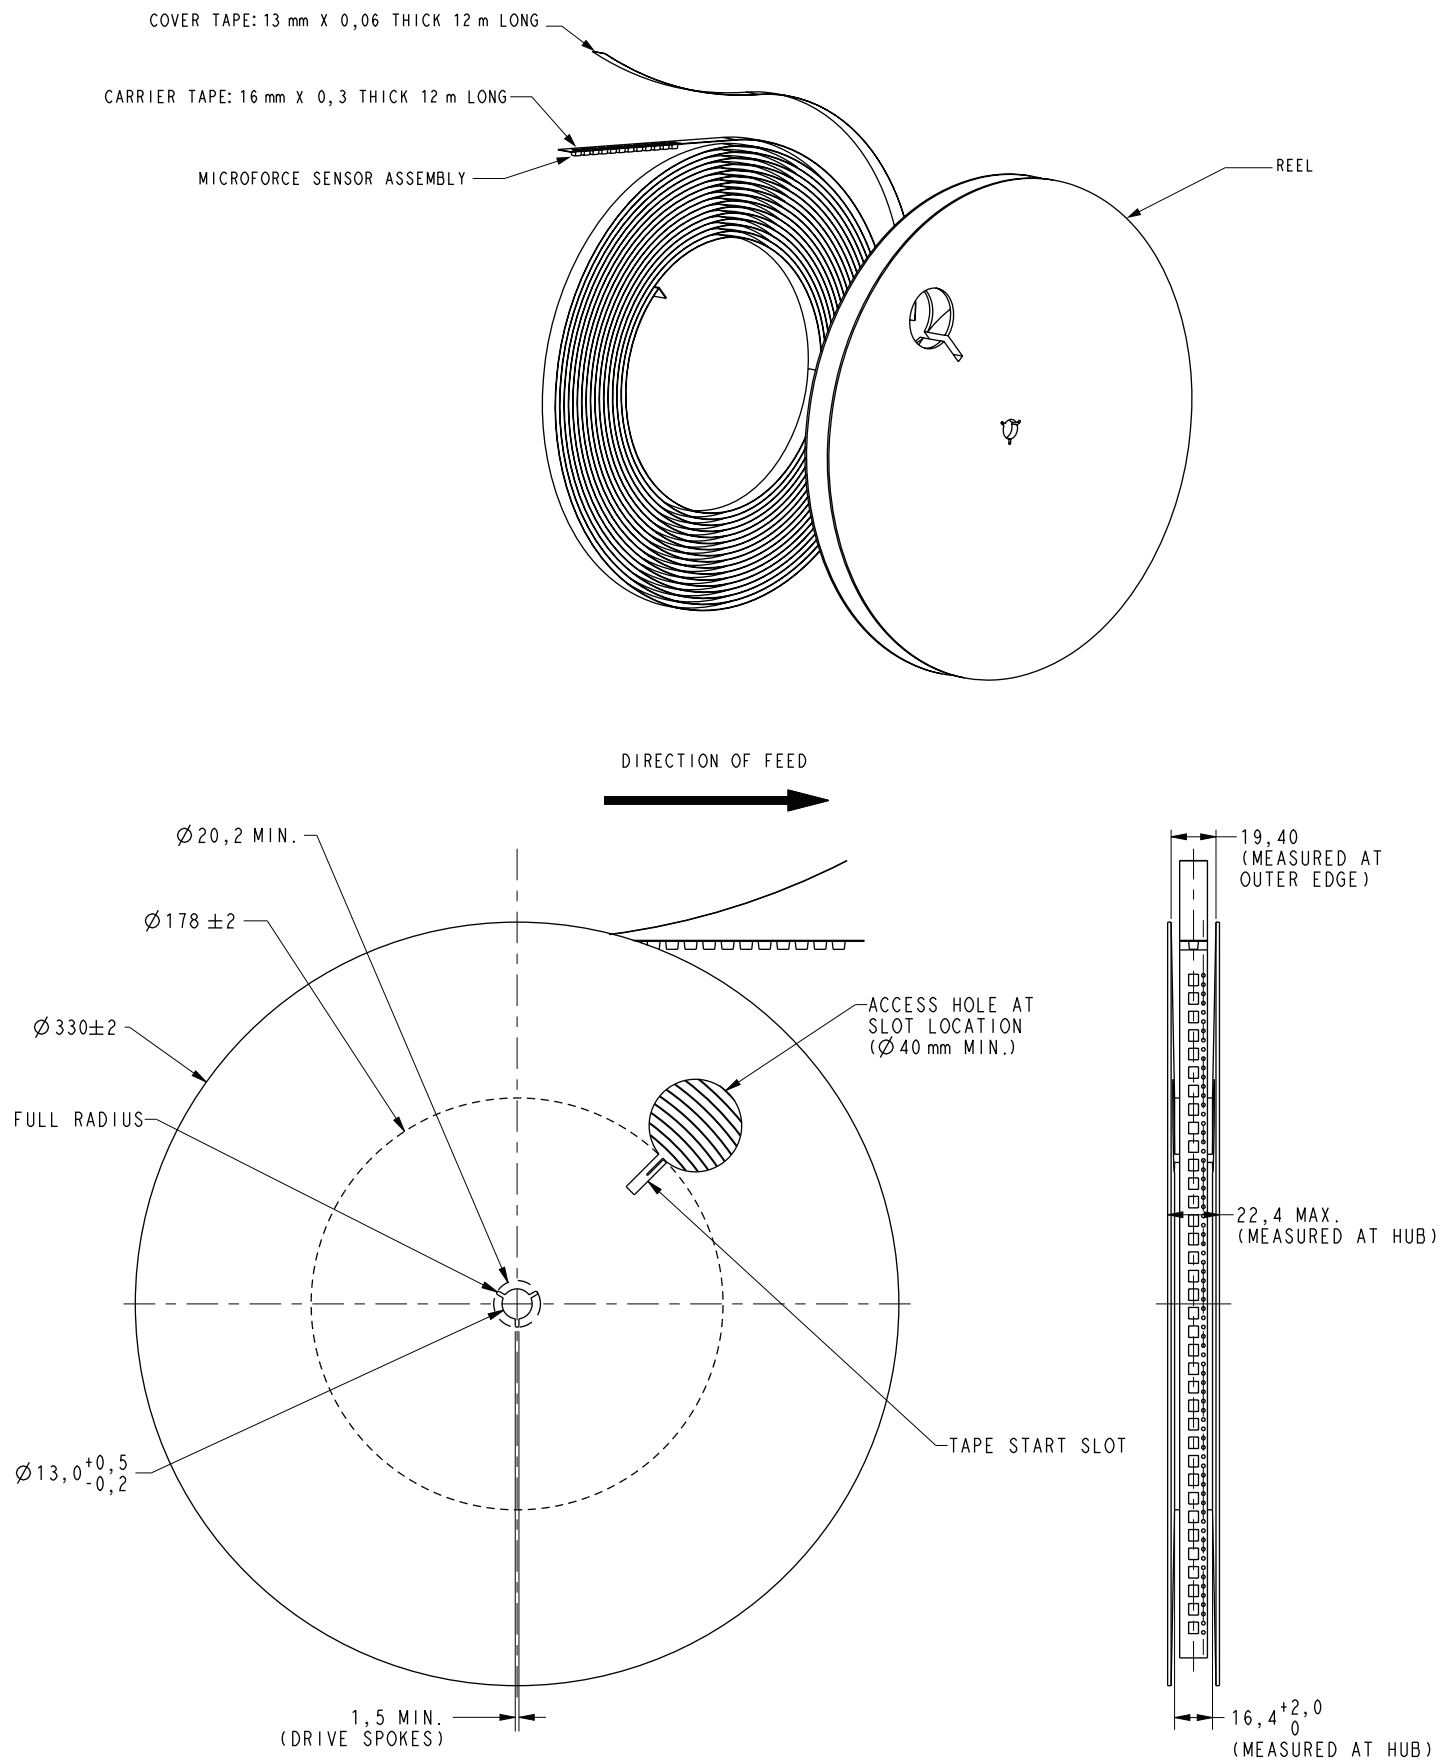 COVER TAPE: 13 mm X 0,06 THICK 12 m LONG
CARRIER TAPE: 16 mm X 0,3 THICK 12 m LONG
MICROFORCE SENSOR ASSEMBLY
REEL
DIRECTION OF FEED
Ø20,2 MIN.
Ø178 ±2
Ø330±2
FULL RADIUS
Ø13,0 +0,5
-0,2
1,5 MIN.
(DRIVE SPOKES)
ACCESS HOLE AT
SLOT LOCATION
(Ø40 mm MIN.)
TAPE START SLOT
19,40
(MEASURED AT
OUTER EDGE)
22,4 MAX.
(MEASURED AT HUB)
16,4 +2,0
0
(MEASURED AT HUB)